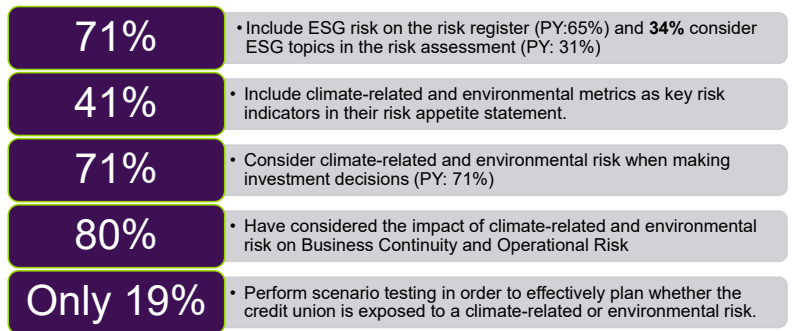 71%
• Include ESG risk on the risk register (PY:65%) and 34% consider
ESG topics in the risk assessment (PY: 31%)
41%
• Include climate-related and environmental metrics as key risk
indicators in their risk appetite statement.
71%
• Consider climate-related and environmental risk when making
investment decisions (PY: 71%)
80%
• Have considered the impact of climate-related and environmental
risk on Business Continuity and Operational Risk
Only 19%
• Perform scenario testing in order to effectively plan whether the
credit union is exposed to a climate-related or environmental risk.